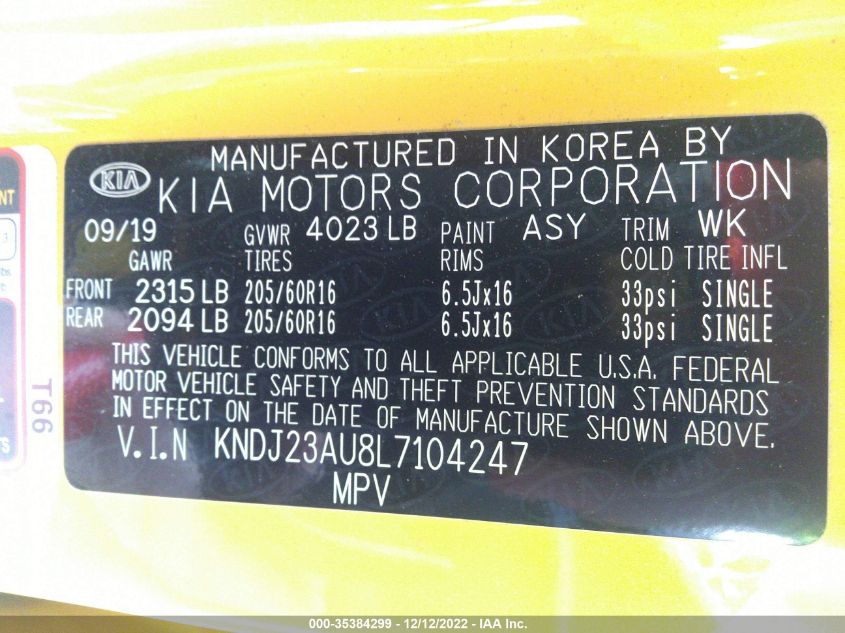 MANUFACTURED IN KOREA BY
KIA KIA MOTORS CORPORATION
09/19 GVWR 4023 LB PAINT ASY TRIM WK
GAWR TIRES RIMS COLD TIRE INFL
FRONT 2315 LB 205/60R16 6.5Jx16 33psi SINGLE
REAR 2094 LB 205/60R16 6.5Jx16 33psi SINGLE
THIS VEHICLE CONFORMS TO ALL APPLICABLE U.S.A. FEDERAL
MOTOR VEHICLE SAFETY AND THEFT PREVENTION STANDARDS
IN EFFECT ON THE DATE OF MANUFACTURE SHOWN ABOVE.
V.I.N KNDJ23AU8L7104247
MPV
T66
000-35384299 - 12/12/2022 - IAA Inc.